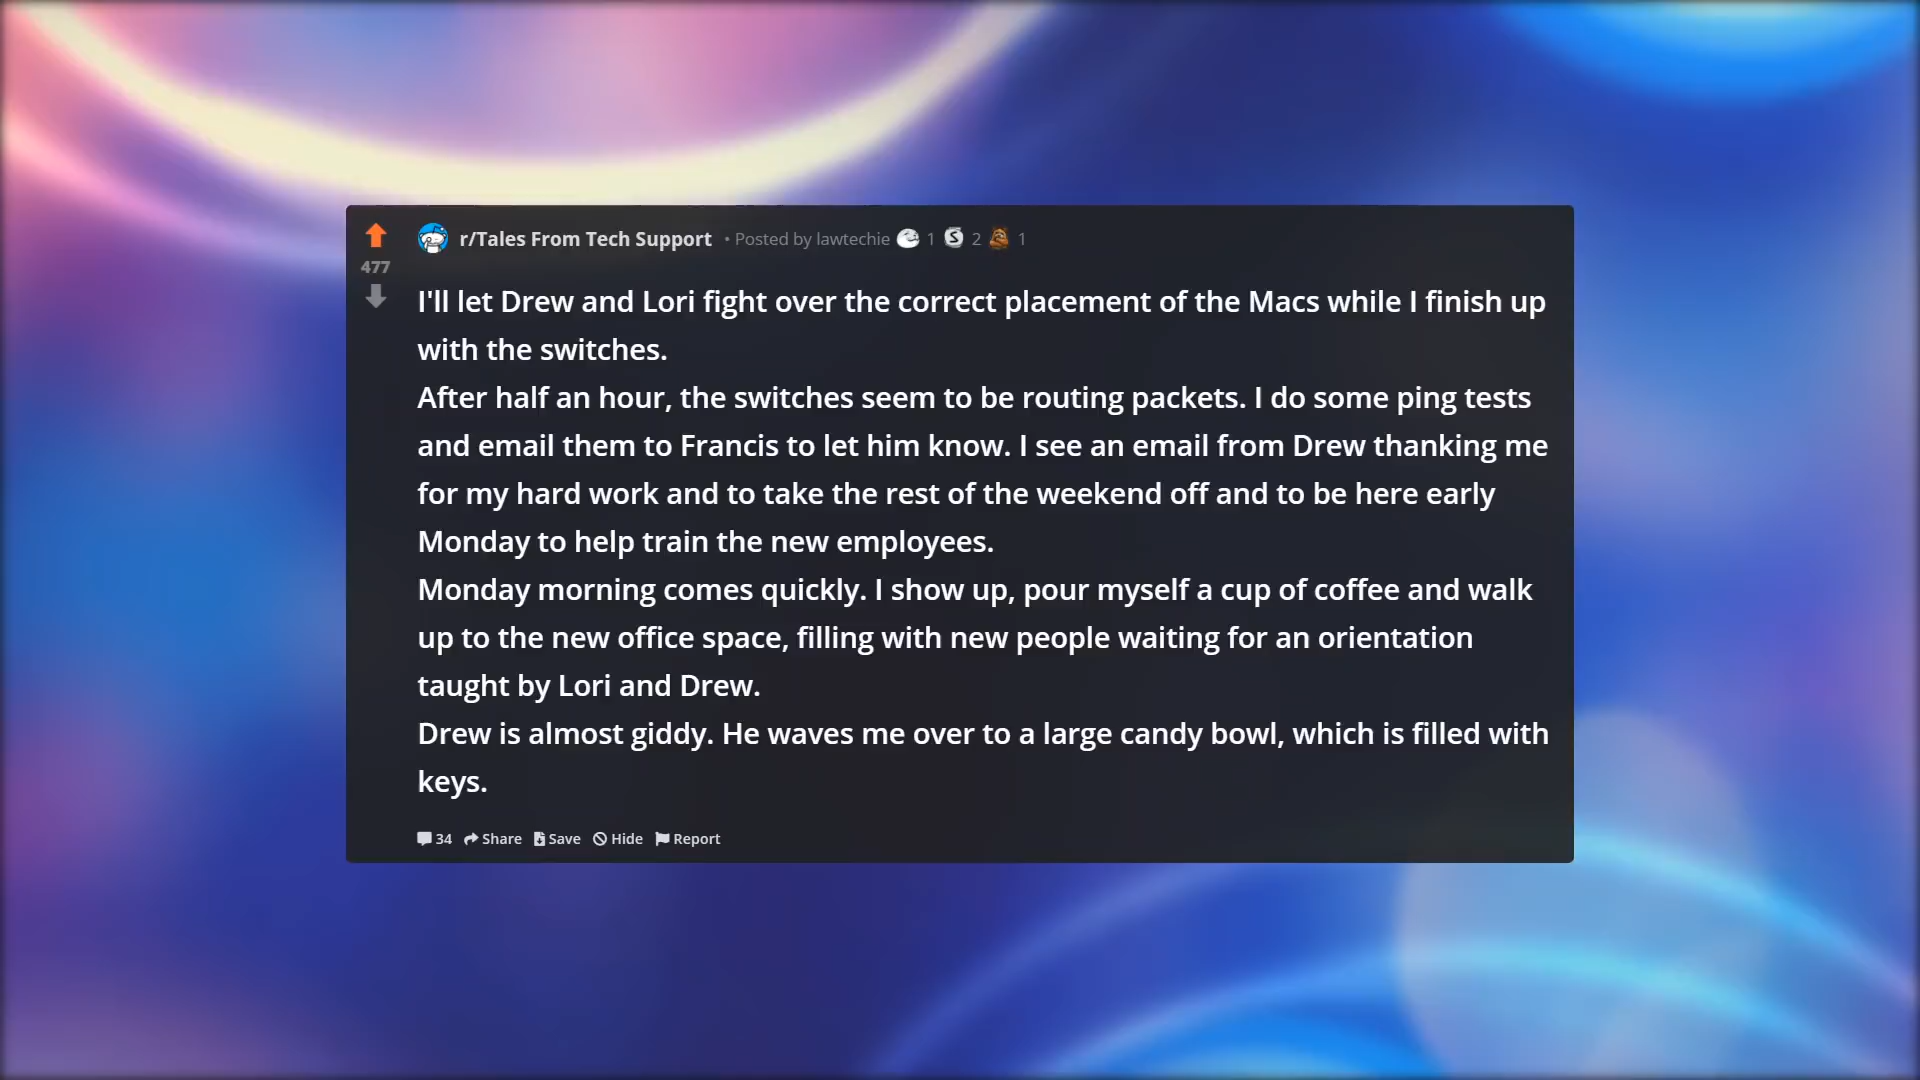 r/Tales From Tech Support • Posted by lawtechie 1 2 1
477
I'll let Drew and Lori fight over the correct placement of the Macs while I finish up
with the switches.
After half an hour, the switches seem to be routing packets. I do some ping tests
and email them to Francis to let him know. I see an email from Drew thanking me
for my hard work and to take the rest of the weekend off and to be here early
Monday to help train the new employees.
Monday morning comes quickly. I show up, pour myself a cup of coffee and walk
up to the new office space, filling with new people waiting for an orientation
taught by Lori and Drew.
Drew is almost giddy. He waves me over to a large candy bowl, which is filled with
keys.
34 Share Save Hide Report